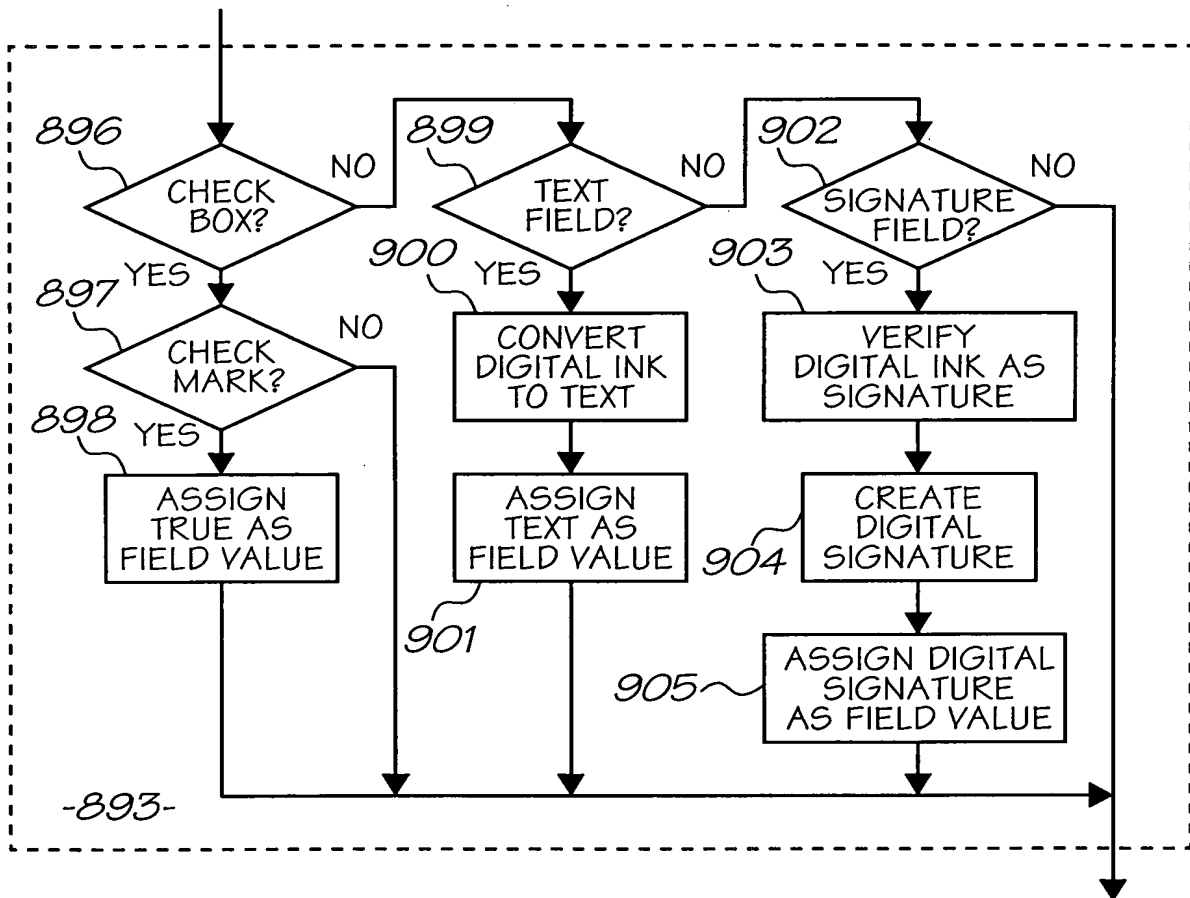 896
CHECK
BOX?
NO
YES
897
CHECK
MARK?
NO
YES
898
ASSIGN
TRUE AS
FIELD VALUE
899
TEXT
FIELD?
NO
YES
900
CONVERT
DIGITAL INK
TO TEXT
ASSIGN
TEXT AS
FIELD VALUE
901
902
SIGNATURE
FIELD?
NO
YES
903
VERIFY
DIGITAL INK AS
SIGNATURE
CREATE
DIGITAL
SIGNATURE
904
ASSIGN DIGITAL
SIGNATURE
AS FIELD VALUE
905
-893-